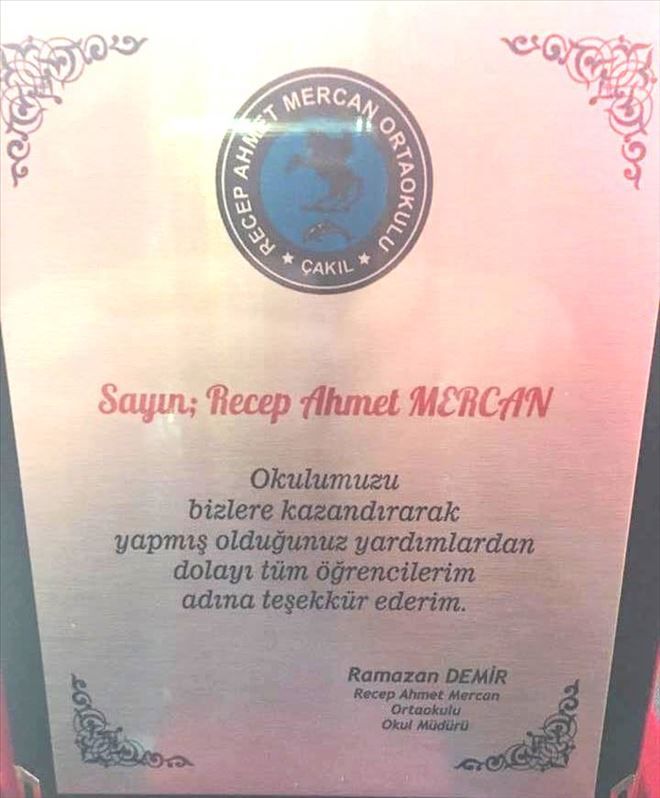 RECEP AHMET MERCAN ORTAOKULU
ÇAKIL
Sayın; Recep Ahmet MERCAN
Okulumuzu
bizlere kazandırarak
yapmış olduğunuz yardımlardan
dolayı tüm öğrencilerim
adına teşekkür ederim.
Ramazan DEMİR
Recep Ahmet Mercan
Ortaokulu
Okul Müdürü